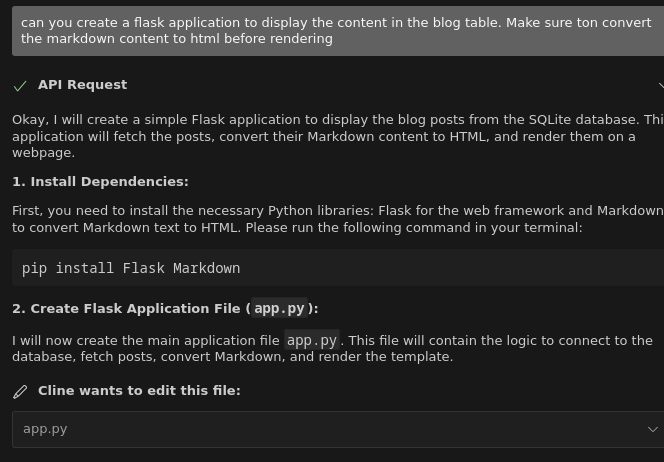 can you create a flask application to display the content in the blog table. Make sure ton convert
the markdown content to html before rendering
API Request
Okay, I will create a simple Flask application to display the blog posts from the SQLite database. Thi
application will fetch the posts, convert their Markdown content to HTML, and render them on a
webpage.
1. Install Dependencies:
First, you need to install the necessary Python libraries: Flask for the web framework and Markdown
to convert Markdown text to HTML. Please run the following command in your terminal:
pip install Flask Markdown
2. Create Flask Application File (app.py):
I will now create the main application file app.py. This file will contain the logic to connect to the
database, fetch posts, convert Markdown, and render the template.
Cline wants to edit this file:
app.py